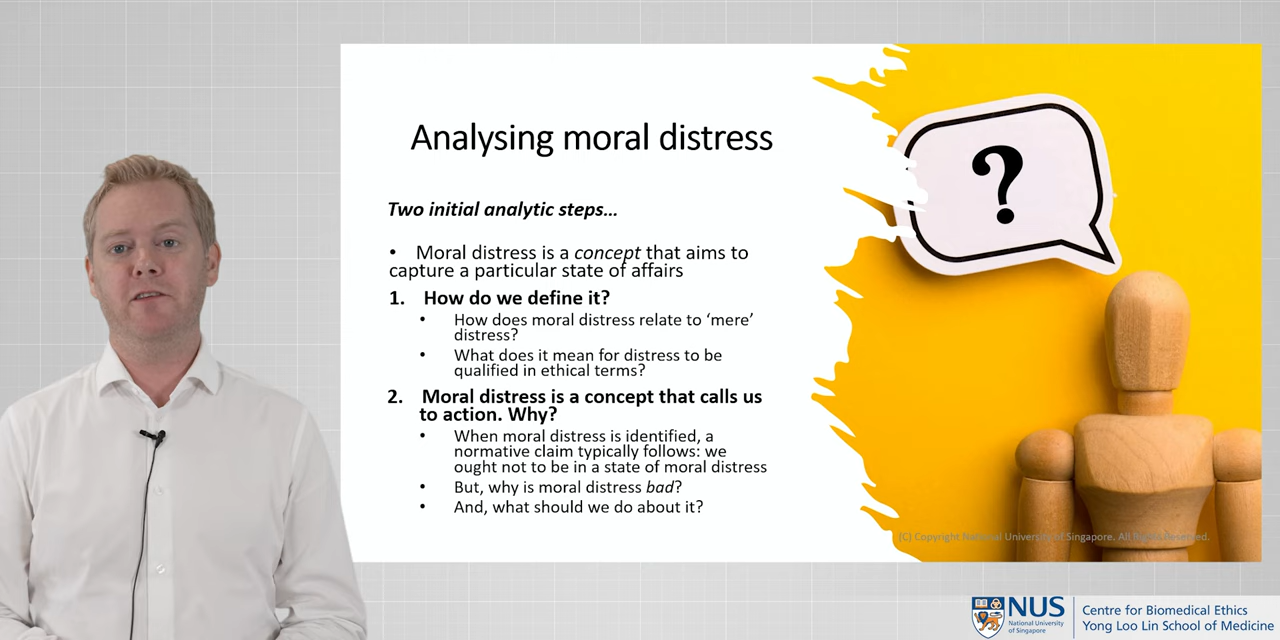 Analysing moral distress
Two initial analytic steps...
• Moral distress is a concept that aims to
capture a particular state of affairs
1. How do we define it?
• How does moral distress relate to ‘mere’
distress?
• What does it mean for distress to be
qualified in ethical terms?
2. Moral distress is a concept that calls us
to action. Why?
• When moral distress is identified, a
normative claim typically follows: we
ought not to be in a state of moral distress
• But, why is moral distress bad?
• And, what should we do about it?
?
(C) Copyright National University of Singapore. All Rights Reserved.
NUS
National University
of Singapore
Centre for Biomedical Ethics
Yong Loo Lin School of Medicine